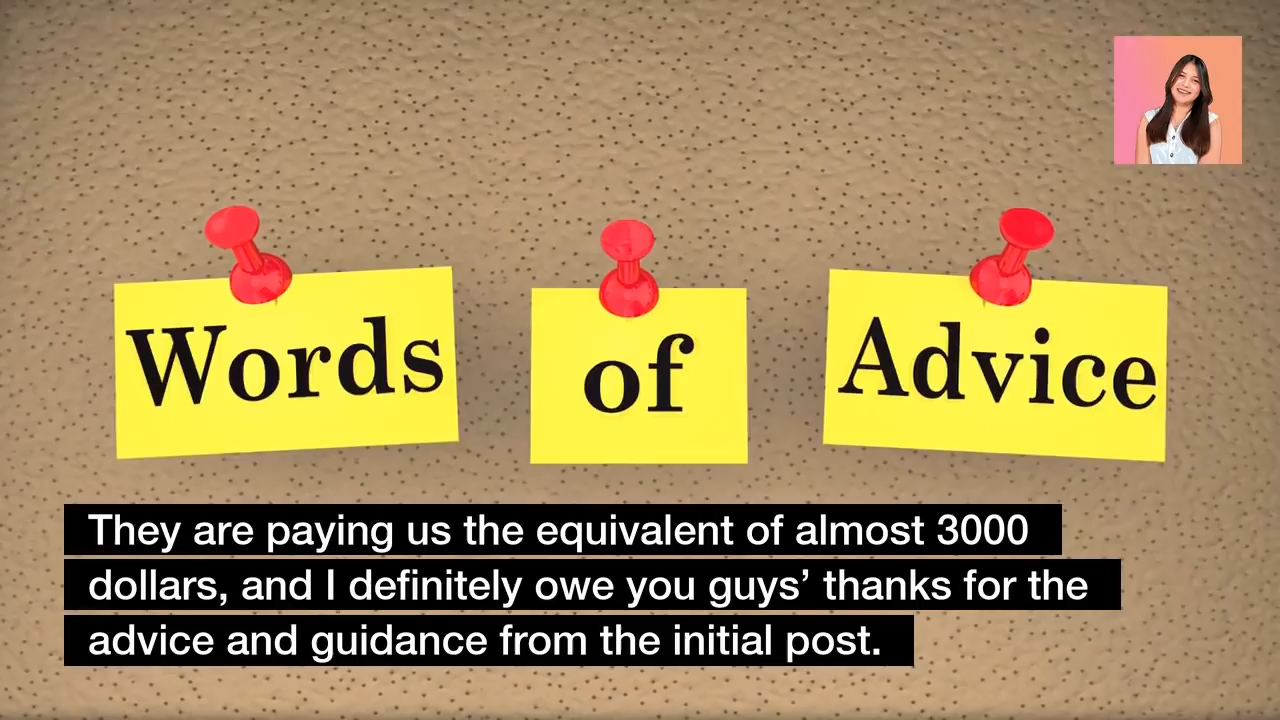 Words of Advice
They are paying us the equivalent of almost 3000
dollars, and I definitely owe you guys’ thanks for the
advice and guidance from the initial post.